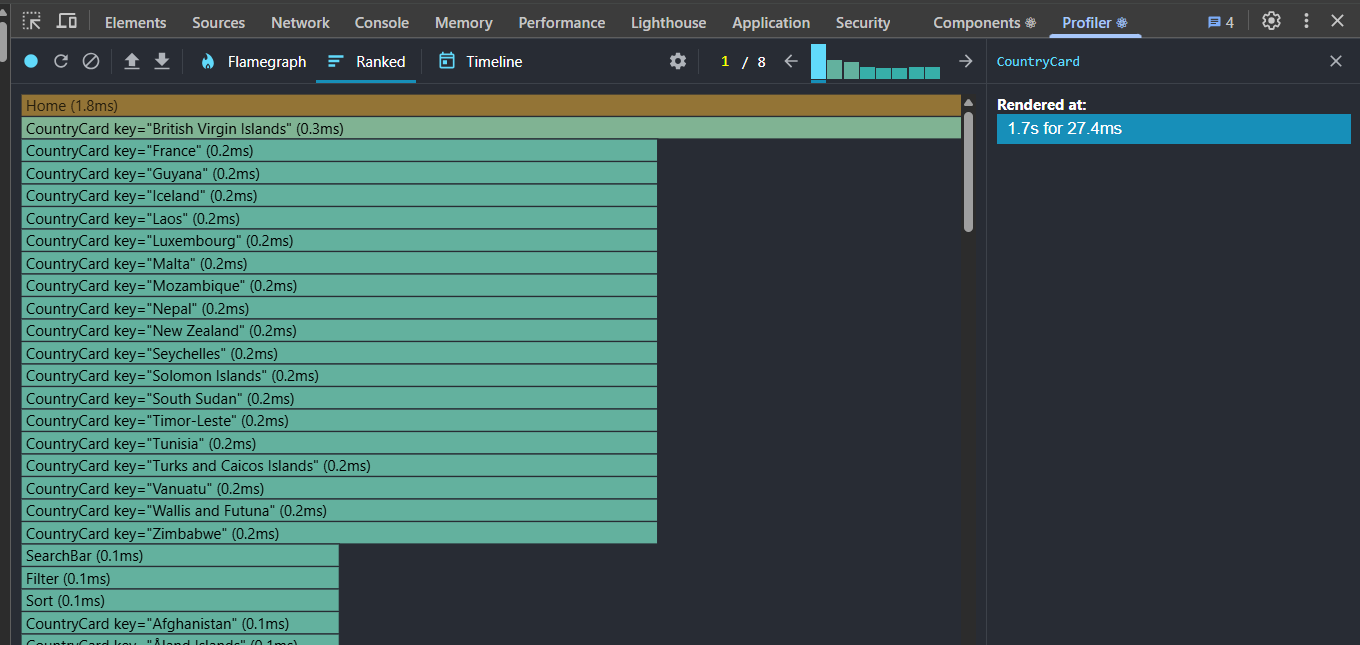 Elements Sources Network Console Memory Performance Lighthouse Application Security Components Profiler 4
Flamegraph Ranked Timeline 1 / 8 CountryCard
Rendered at:
1.7s for 27.4ms
Home (1.8ms)
CountryCard key="British Virgin Islands" (0.3ms)
CountryCard key="France" (0.2ms)
CountryCard key="Guyana" (0.2ms)
CountryCard key="Iceland" (0.2ms)
CountryCard key="Laos" (0.2ms)
CountryCard key="Luxembourg" (0.2ms)
CountryCard key="Malta" (0.2ms)
CountryCard key="Mozambique" (0.2ms)
CountryCard key="Nepal" (0.2ms)
CountryCard key="New Zealand" (0.2ms)
CountryCard key="Seychelles" (0.2ms)
CountryCard key="Solomon Islands" (0.2ms)
CountryCard key="South Sudan" (0.2ms)
CountryCard key="Timor-Leste" (0.2ms)
CountryCard key="Tunisia" (0.2ms)
CountryCard key="Turks and Caicos Islands" (0.2ms)
CountryCard key="Vanuatu" (0.2ms)
CountryCard key="Wallis and Futuna" (0.2ms)
CountryCard key="Zimbabwe" (0.2ms)
SearchBar (0.1ms)
Filter (0.1ms)
Sort (0.1ms)
CountryCard key="Afghanistan" (0.1ms)
CountryCard key="Åland Islands" (0.1ms)